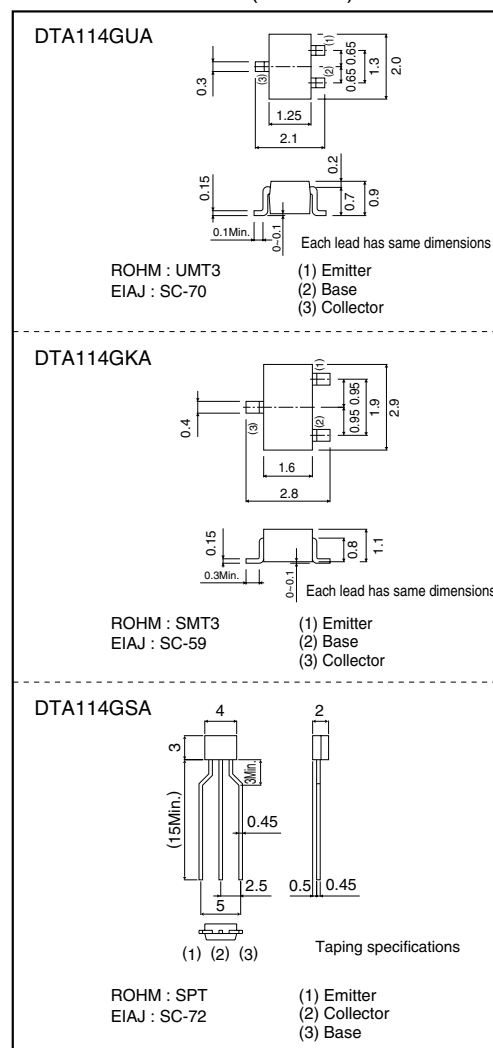 DTA114GUA
(1)
(3)
(2)
0.3
0.65
0.65
1.3
2.0
1.25
2.1
0.2
0.15
0.7
0.9
0.1Min.
0~0.1
Each lead has same dimensions
ROHM : UMT3
EIAJ : SC-70
(1) Emitter
(2) Base
(3) Collector
DTA114GKA
(1)
(3)
(2)
0.4
0.95
0.95
1.9
2.9
1.6
2.8
0.15
0.8
1.1
0.3Min.
0~0.1
Each lead has same dimensions
ROHM : SMT3
EIAJ : SC-59
(1) Emitter
(2) Base
(3) Collector
DTA114GSA
4
2
3
3Min.
(15Min.)
0.45
2.5
0.5
0.45
5
(1) (2) (3)
Taping specifications
ROHM : SPT
EIAJ : SC-72
(1) Emitter
(2) Collector
(3) Base